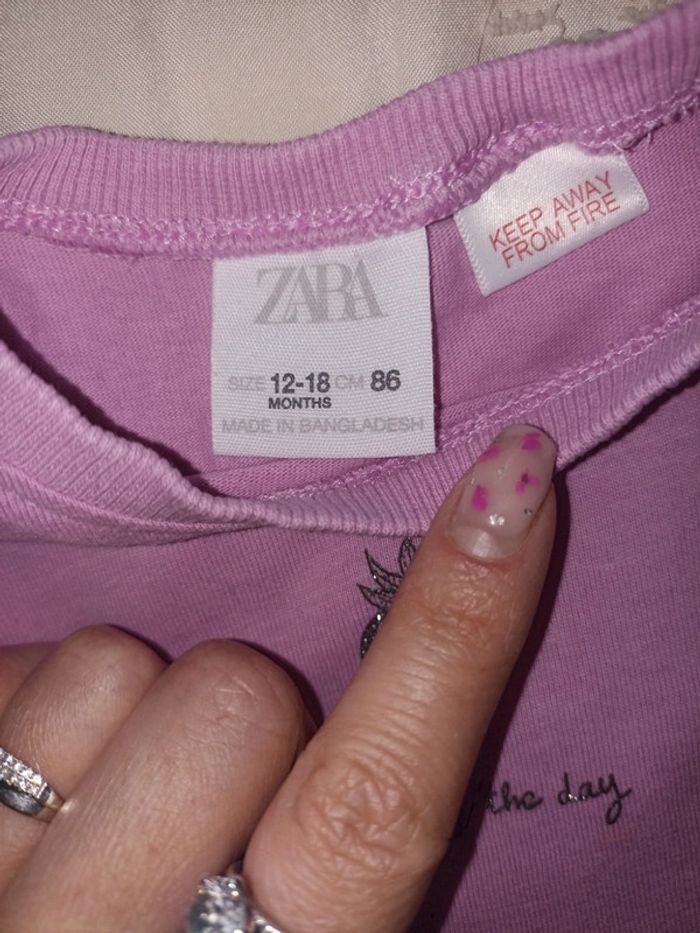 ZARA
SIZE 12-18 CM 86
MONTHS
MADE IN BANGLADESH
KEEP AWAY
FROM FIRE
the day